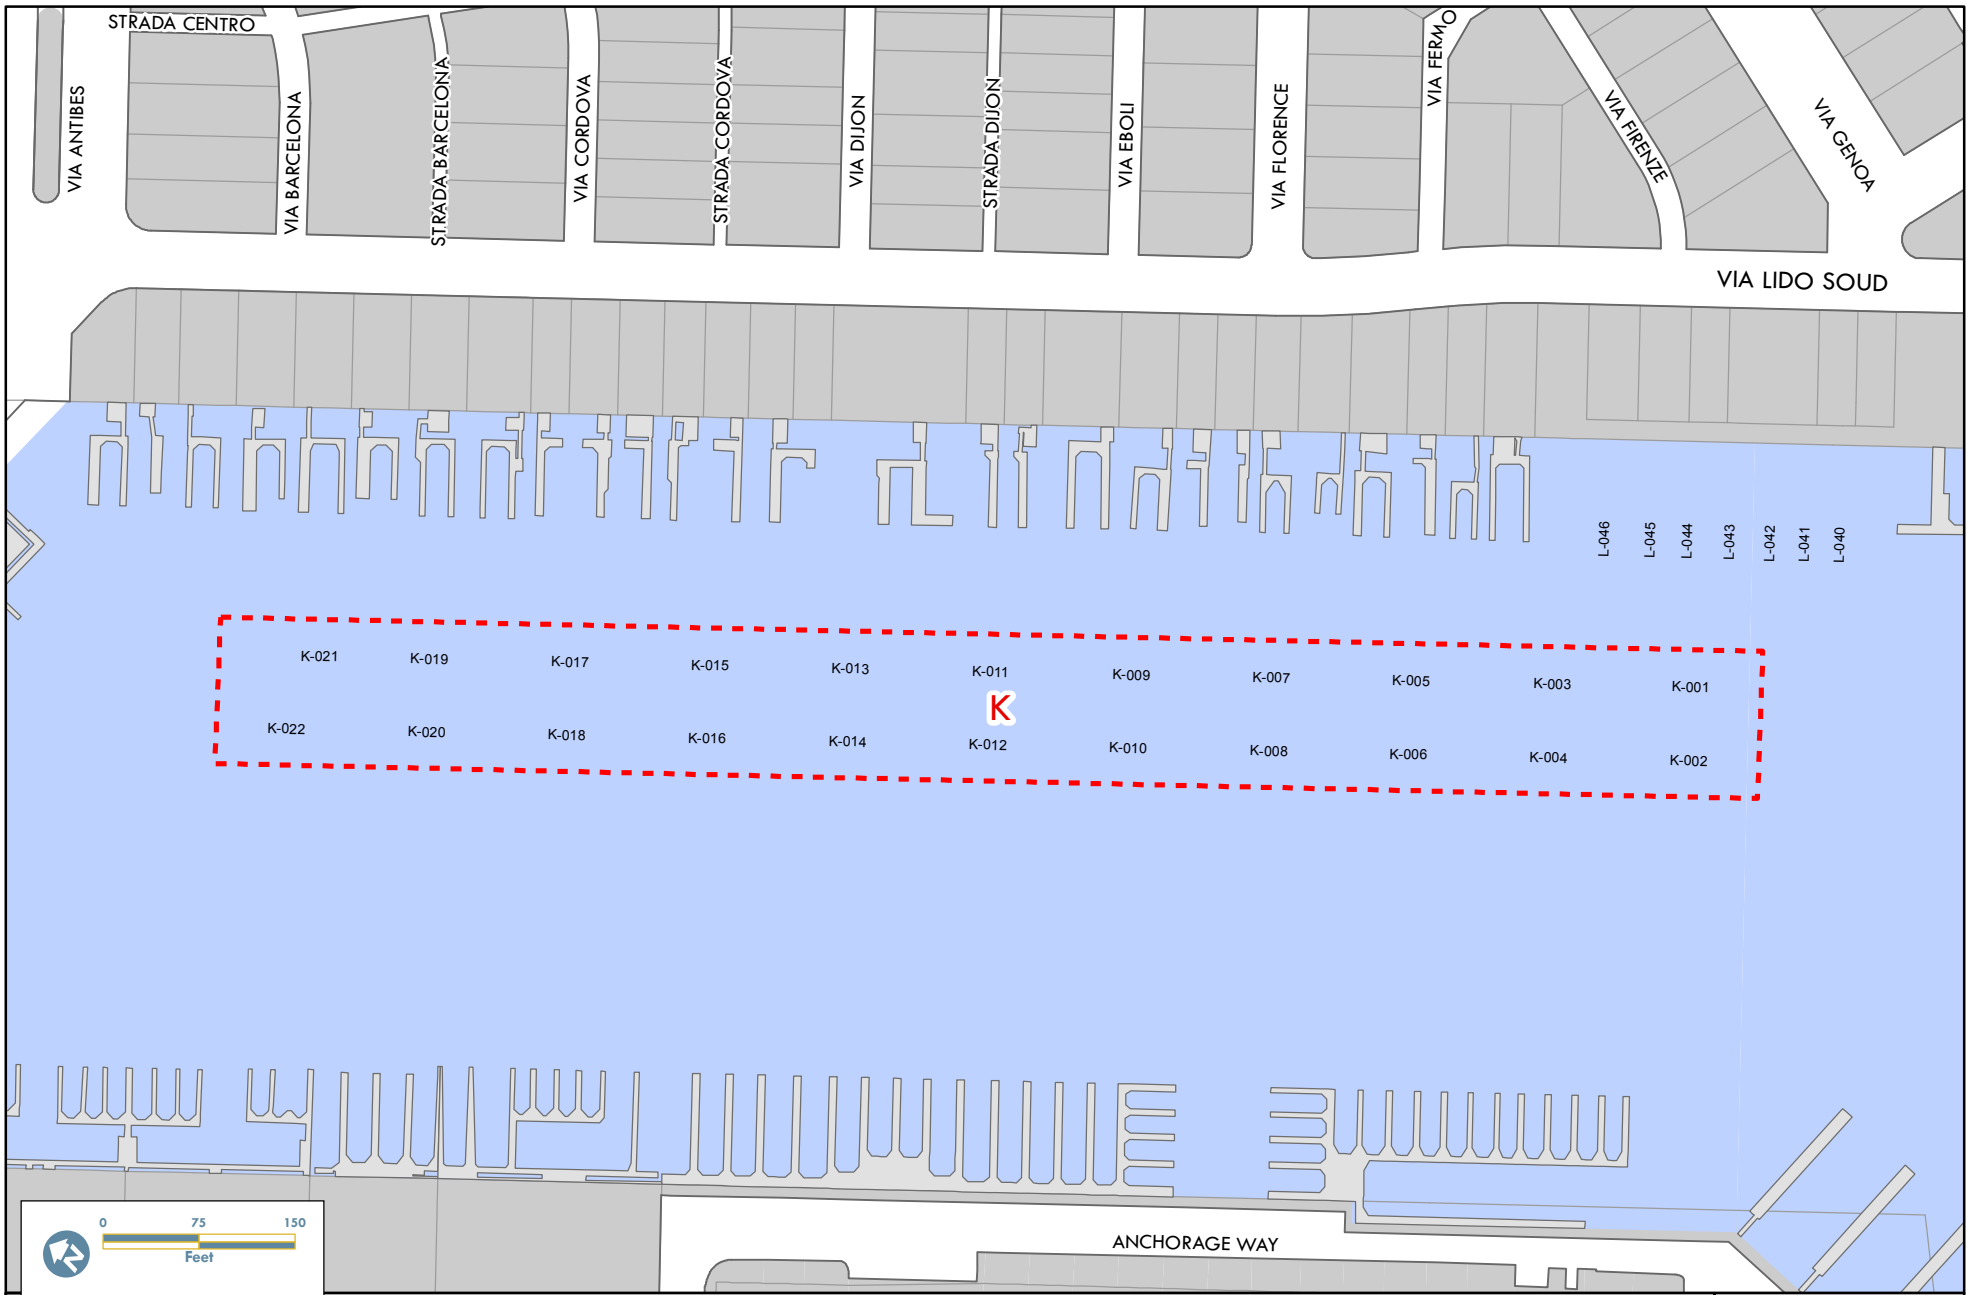 STRADA CENTRO
VIA ANTIBES
VIA BARCELONA
STRADA BARCELONA
VIA CORDOVA
STRADA CORDOVA
VIA DIJON
STRADA DIJON
VIA EBOLI
VIA FLORENCE
VIA FERMO
VIA FIRENZE
VIA GENOA
VIA LIDO SOUD
L-046
L-045
L-044
L-043
L-042
L-041
L-040
K-021
K-019
K-017
K-015
K-013
K-011
K-009
K-007
K-005
K-003
K-001
K
K-022
K-020
K-018
K-016
K-014
K-012
K-010
K-008
K-006
K-004
K-002
0 75 150
Feet
N
ANCHORAGE WAY